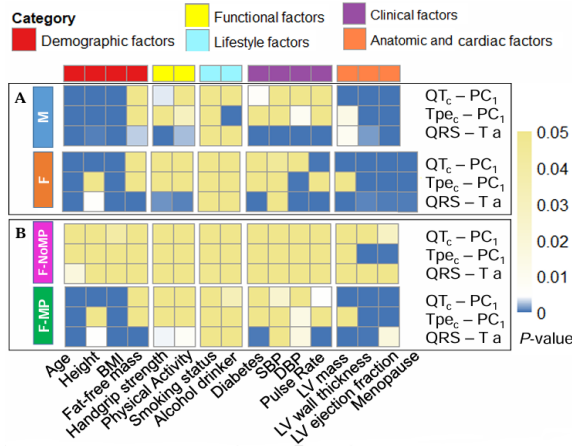 Category
Functional factors
Clinical factors
Demographic factors
Lifestyle factors
Anatomic and cardiac factors
A
M
QTc – PC1
Tpec – PC1
QRS – T a
F
QTc – PC1
Tpec – PC1
QRS – T a
B
F-NoMP
QTc – PC1
Tpec – PC1
QRS – T a
F-MP
QTc – PC1
Tpec – PC1
QRS – T a
0.05
0.04
0.03
0.02
0.01
0
P-value
Age
Height
BMI
Fat-free mass
Handgrip strength
Physical Activity
Smoking status
Alcohol drinker
Diabetes
SBP
DBP
Pulse Rate
LV mass
LV wall thickness
LV ejection fraction
Menopause